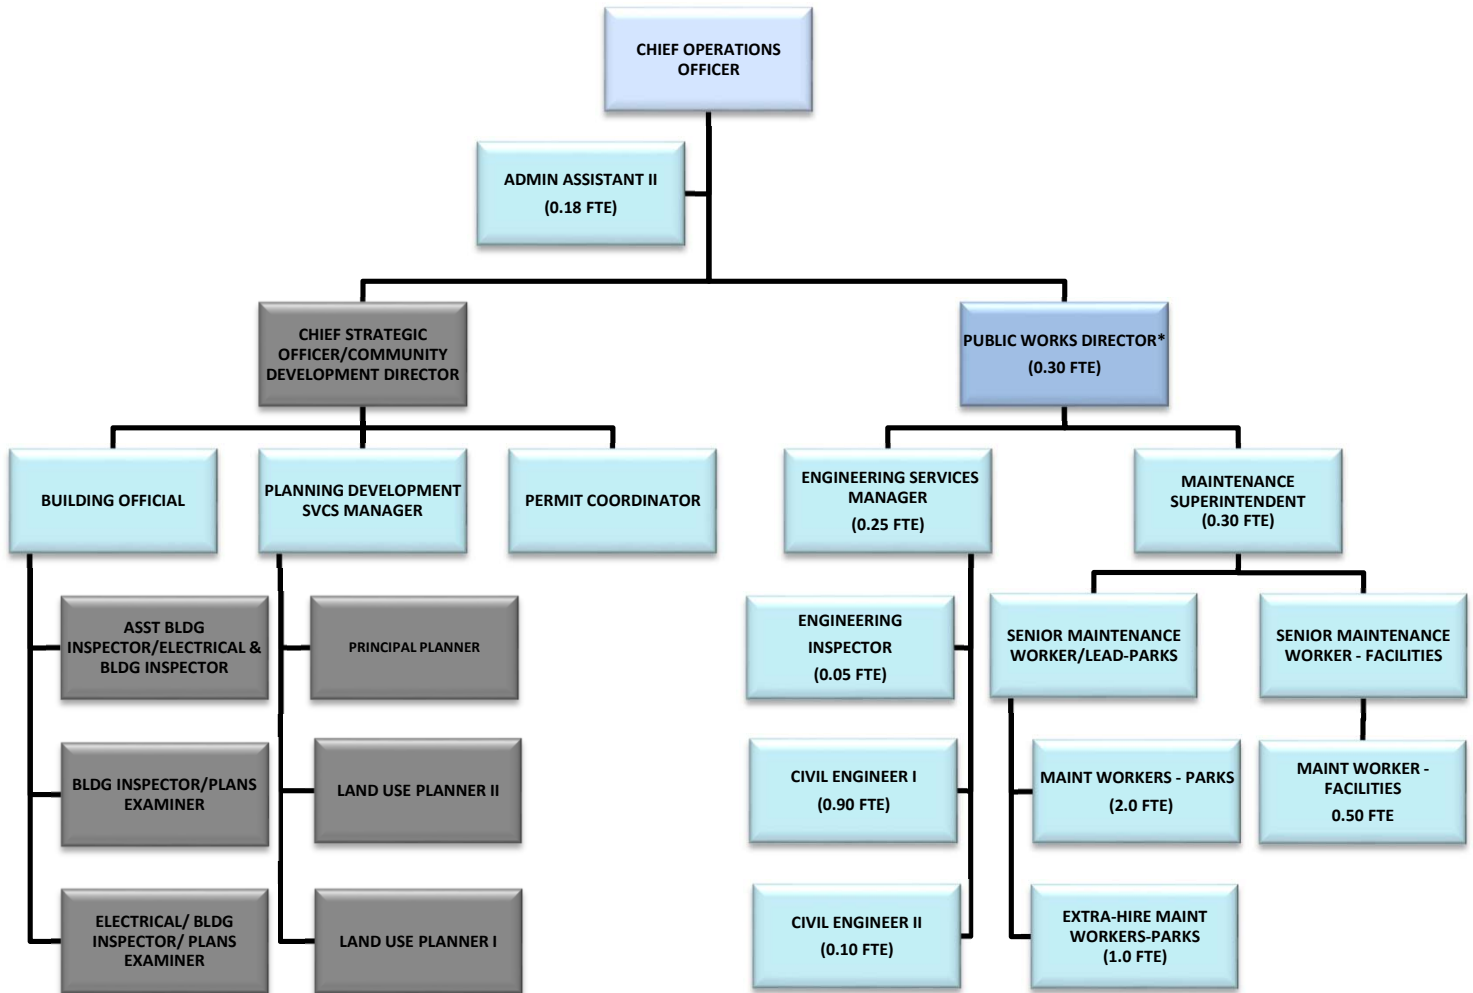 CHIEF OPERATIONS
OFFICER
ADMIN ASSISTANT II
(0.18 FTE)
CHIEF STRATEGIC
OFFICER/COMMUNITY
DEVELOPMENT DIRECTOR
PUBLIC WORKS DIRECTOR*
(0.30 FTE)
BUILDING OFFICIAL
PLANNING DEVELOPMENT
SVCS MANAGER
PERMIT COORDINATOR
ENGINEERING SERVICES
MANAGER
(0.25 FTE)
MAINTENANCE
SUPERINTENDENT
(0.30 FTE)
ASST BLDG
INSPECTOR/ELECTRICAL &
BLDG INSPECTOR
PRINCIPAL PLANNER
ENGINEERING
INSPECTOR
(0.05 FTE)
SENIOR MAINTENANCE
WORKER/LEAD-PARKS
SENIOR MAINTENANCE
WORKER - FACILITIES
BLDG INSPECTOR/PLANS
EXAMINER
LAND USE PLANNER II
CIVIL ENGINEER I
(0.90 FTE)
MAINT WORKERS - PARKS
(2.0 FTE)
MAINT WORKER -
FACILITIES
0.50 FTE
ELECTRICAL/ BLDG
INSPECTOR/ PLANS
EXAMINER
LAND USE PLANNER I
CIVIL ENGINEER II
(0.10 FTE)
EXTRA-HIRE MAINT
WORKERS-PARKS
(1.0 FTE)